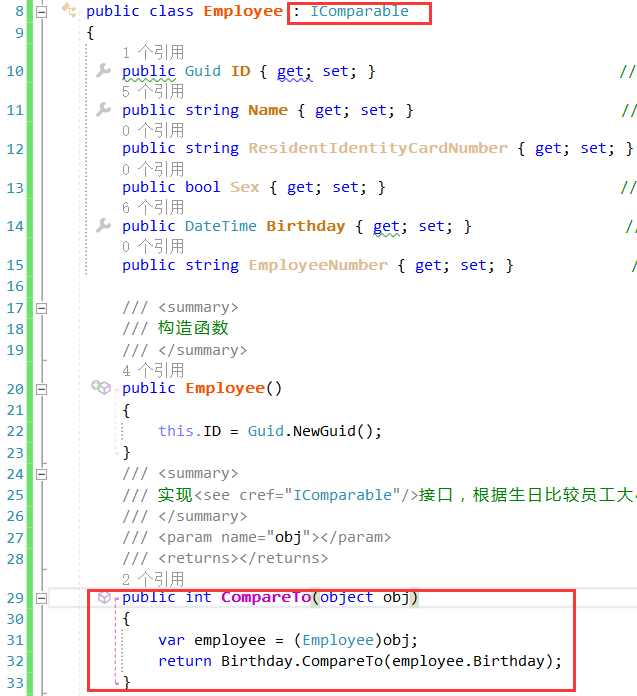 8 public class Employee : IComparable
9 {
1 个引用
10 public Guid ID { get; set; } //
5 个引用
11 public string Name { get; set; } //
0 个引用
12 public string ResidentIdentityCardNumber { get; set; }
0 个引用
13 public bool Sex { get; set; } //
6 个引用
14 public DateTime Birthday { get; set; } //
0 个引用
15 public string EmployeeNumber { get; set; } /
16
17 /// <summary>
18 /// 构造函数
19 /// </summary>
4 个引用
20 public Employee()
21 {
22 this.ID = Guid.NewGuid();
23 }
24 /// <summary>
25 /// 实现<see cref="IComparable"/>接口，根据生日比较员工大
26 /// </summary>
27 /// <param name="obj"></param>
28 /// <returns></returns>
2 个引用
29 public int CompareTo(object obj)
30 {
31 var employee = (Employee)obj;
32 return Birthday.CompareTo(employee.Birthday);
33 }